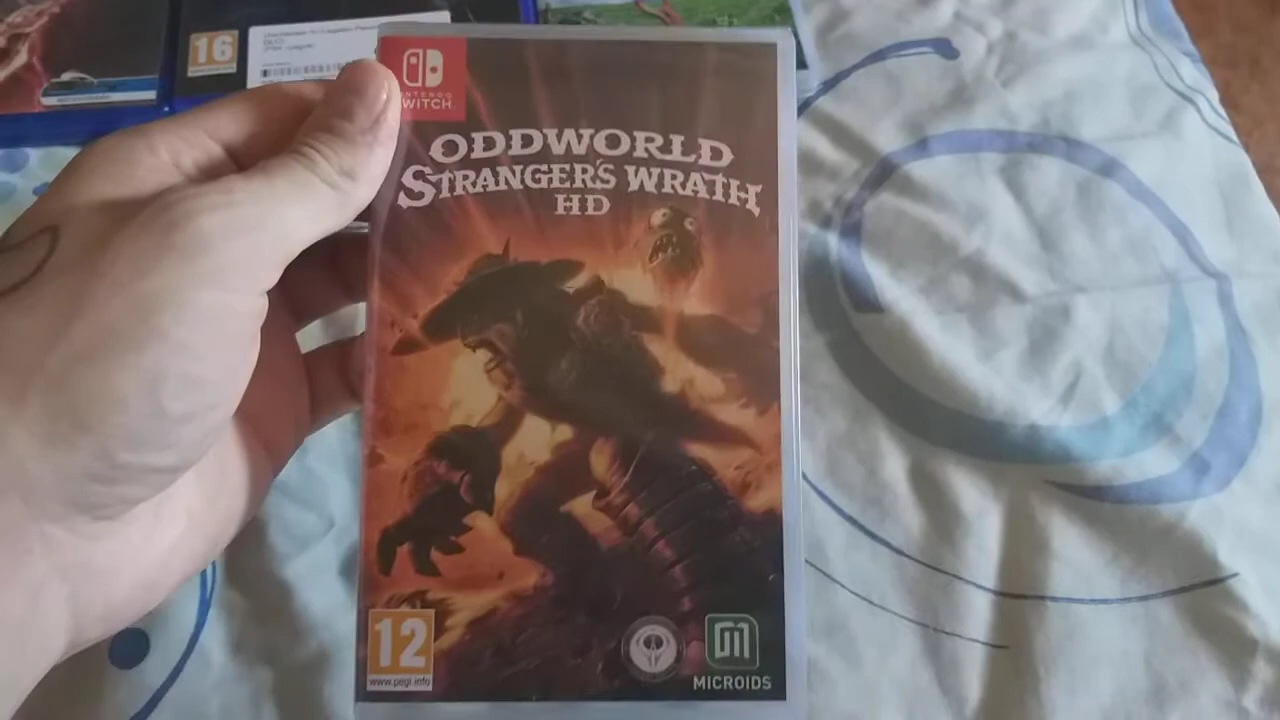 16
NINTENDO
SWITCH
ODDWORLD
STRANGER'S WRATH
HD
12
www.pegi.info
MICROIDS